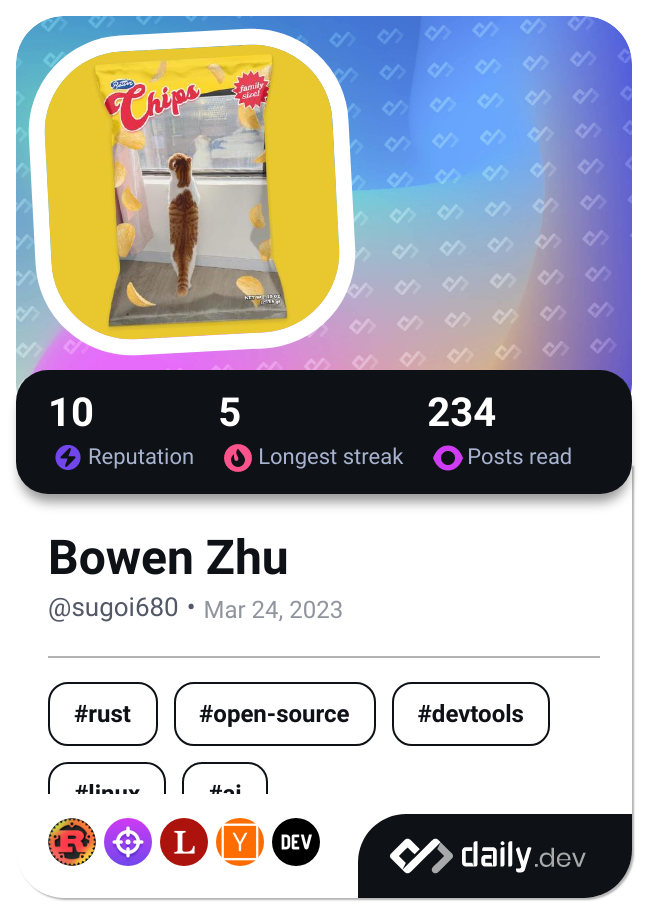 Chips
family
size!
10 5 234
Reputation Longest streak Posts read
Bowen Zhu
@sugoi680 • Mar 24, 2023
#rust #open-source #devtools
#linux #ai
R L Y DEV
daily.dev